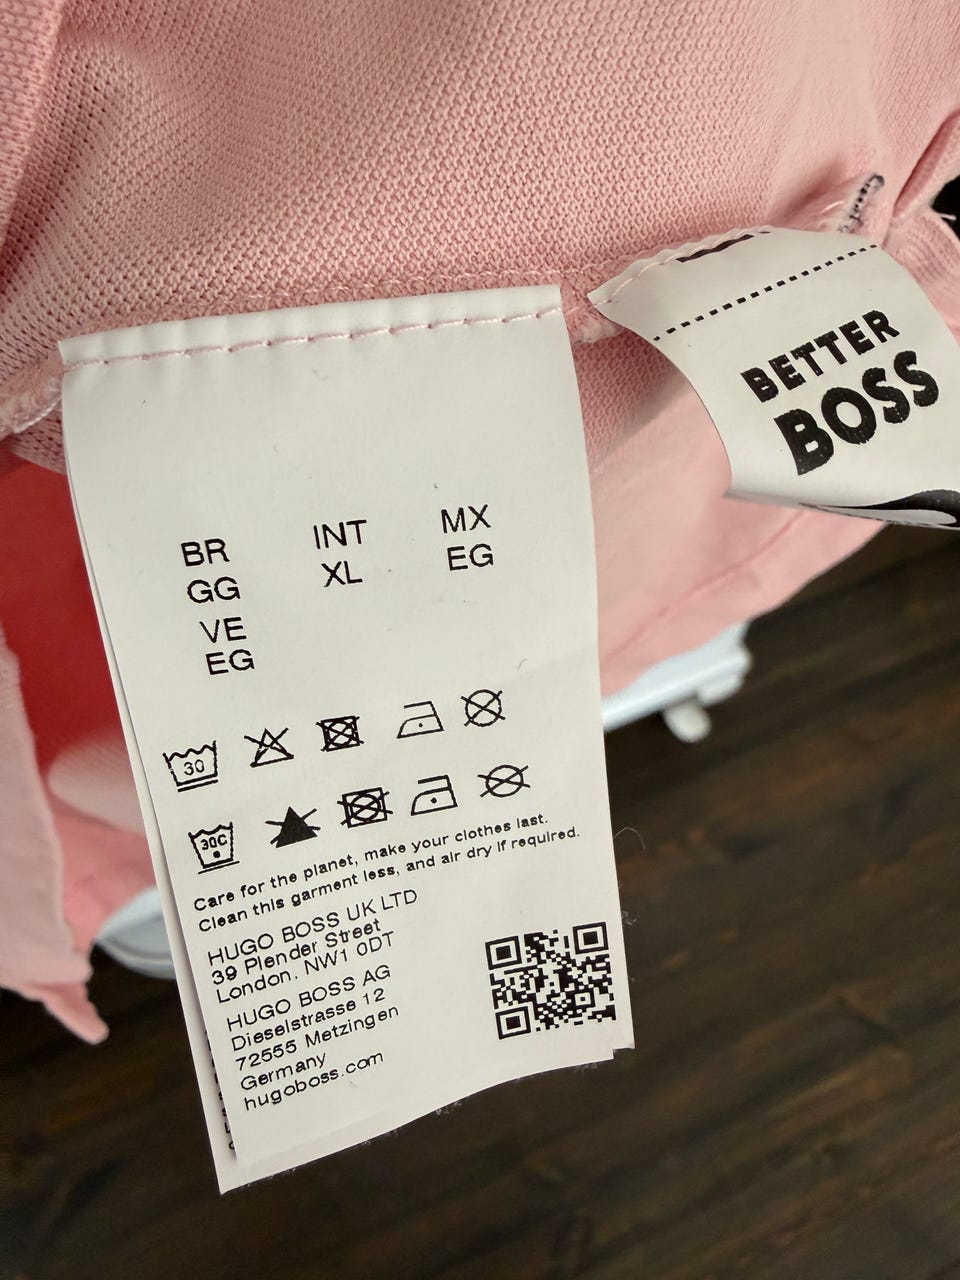 BETTER
BOSS
BR INT MX
GG XL EG
VE
EG
30
30C
Care for the planet, make your clothes last.
Clean this garment less, and air dry if required.
HUGO BOSS UK LTD
39 Plender Street
London. NW1 0DT
HUGO BOSS AG
Dieselstrasse 12
72555 Metzingen
Germany
hugoboss.com